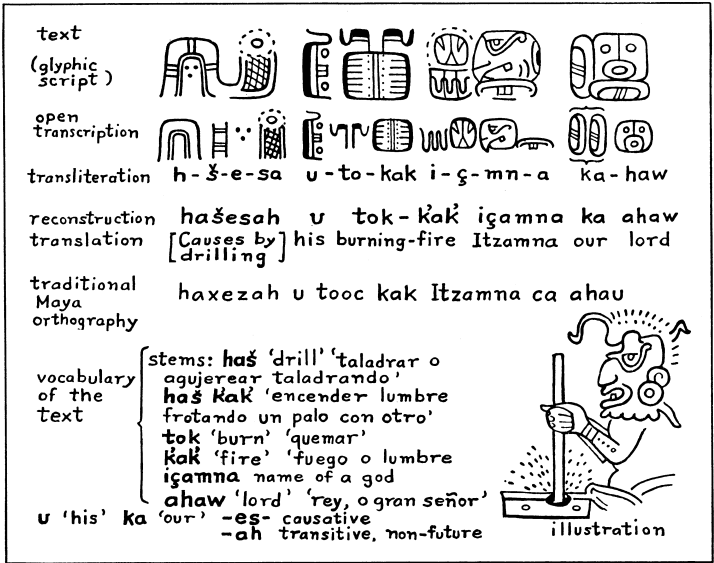 text
(glyphic script)
open transcription
transliteration h-š-e-sa u-to-kak i-ç-mn-a ka-haw
reconstruction hašesah u tok-k̓ak̓ içamna ka ahaw
translation [Causes by drilling] his burning-fire Itzamna our lord
traditional Maya orthography haxezah u tooc kak Itzamna ca ahau
vocabulary of the text
stems: haš 'drill' 'taladrar o
agujerear taladrando'
haš k̓ak̓ 'encender lumbre
frotando un palo con otro'
t̓ok 'burn' 'quemar'
k̓ak̓ 'fire' 'fuego o lumbre
içamna name of a god
ahaw 'lord' 'rey, o gran señor'
u 'his' ka 'our' -es- causative
-ah transitive, non-future
illustration